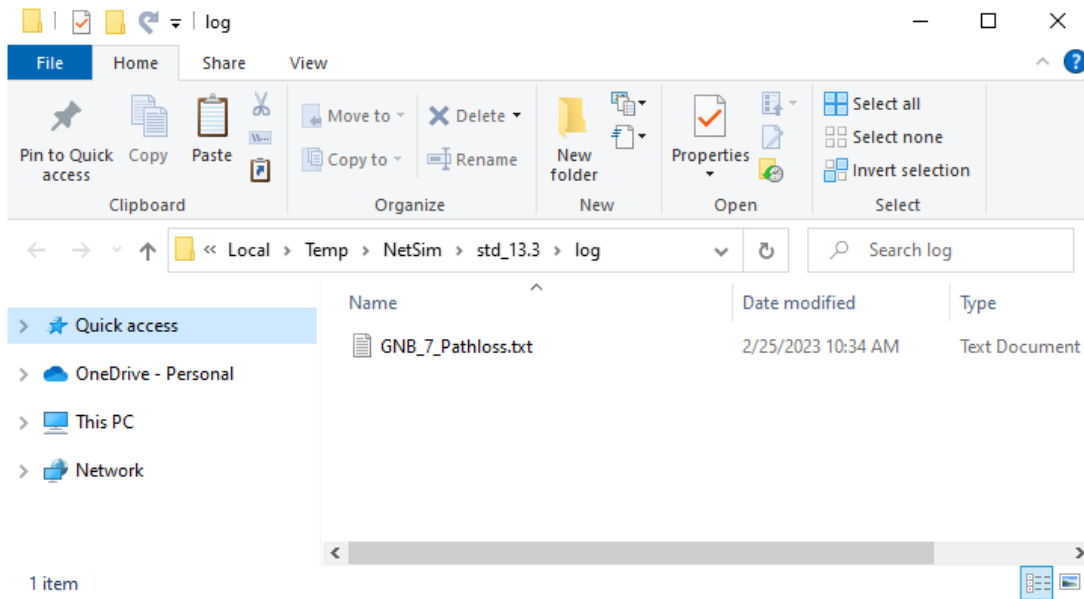 log
File Home Share View
?
Pin to Quick access
Copy
Paste
Clipboard
Move to
Copy to
Delete
Rename
Organize
New folder
New
Properties
Open
Select all
Select none
Invert selection
Select
« Local > Temp > NetSim > std_13.3 > log
Search log
Name Date modified Type
Quick access
GNB_7_Pathloss.txt 2/25/2023 10:34 AM Text Document
OneDrive - Personal
This PC
Network
1 item